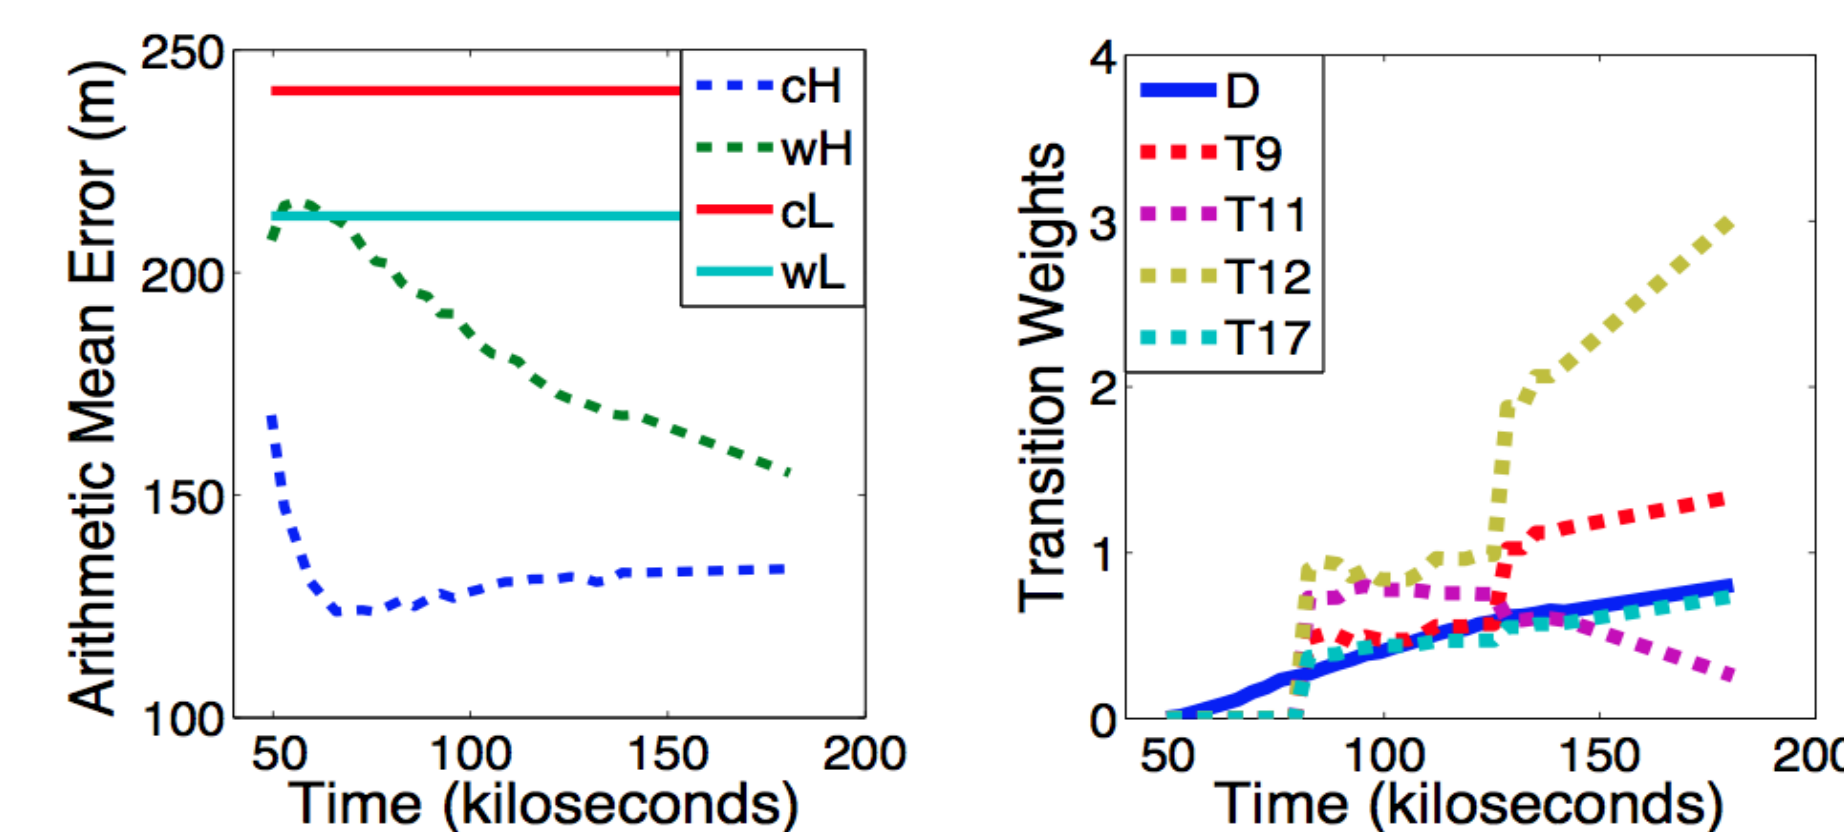 Arithmetic Mean Error (m)
250
200
150
100
50
100
150
200
Time (kiloseconds)
cH
wH
cL
wL
Transition Weights
4
3
2
1
0
50
100
150
200
Time (kiloseconds)
D
T9
T11
T12
T17